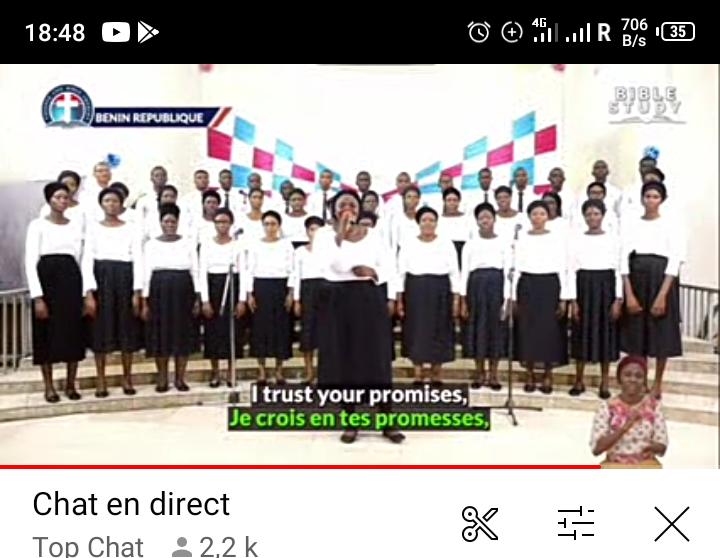 18:48
4G
R
706
B/s
35
BENIN REPUBLIQUE
BIBLE
STUDY
I trust your promises,
Je crois en tes promesses,
Chat en direct
Top Chat 2,2 k